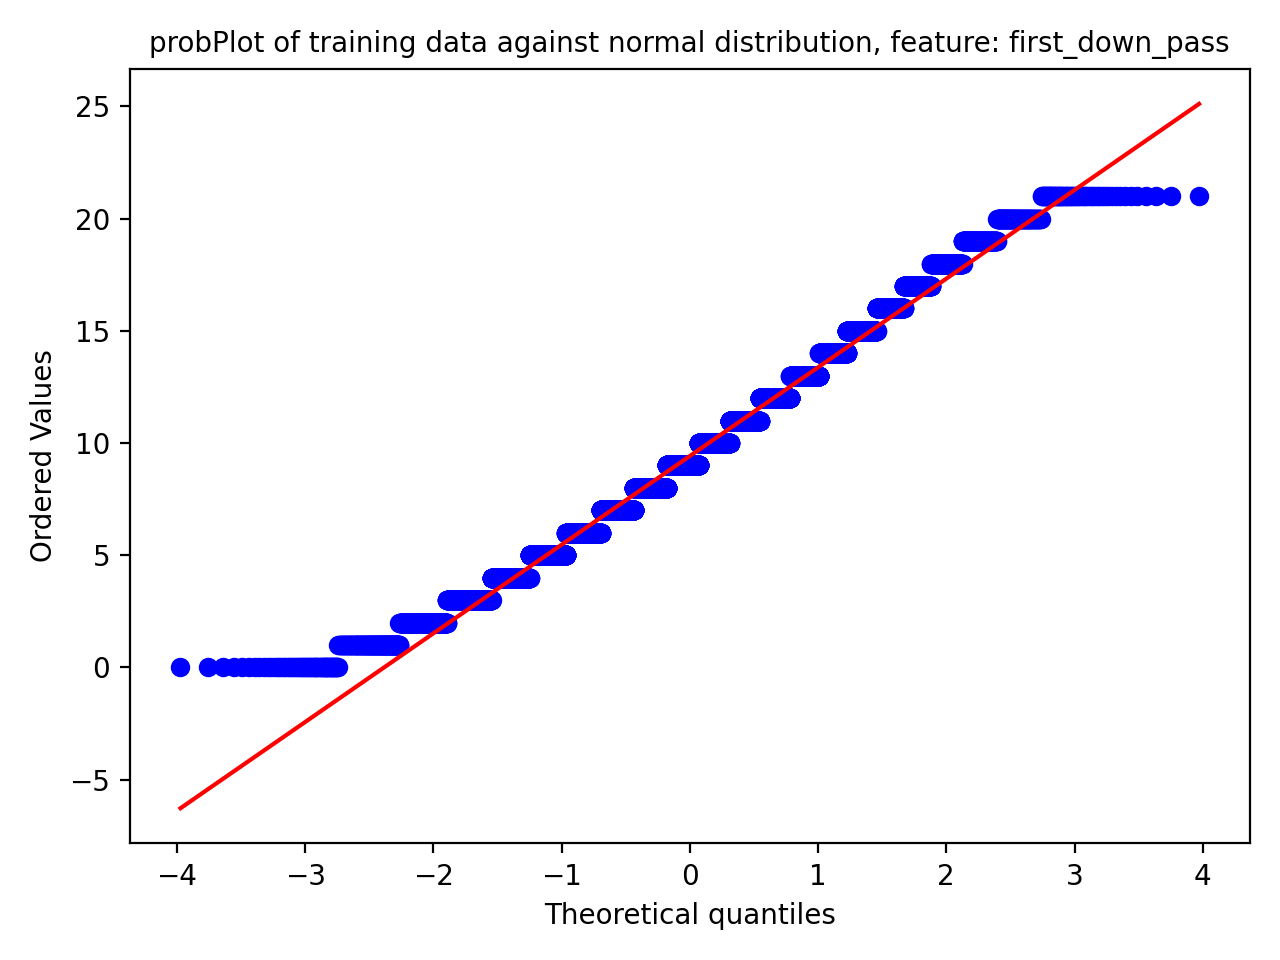 probPlot of training data against normal distribution, feature: first_down_pass
25
20
15
10
5
0
−5
Ordered Values
−4 −3 −2 −1 0 1 2 3 4
Theoretical quantiles